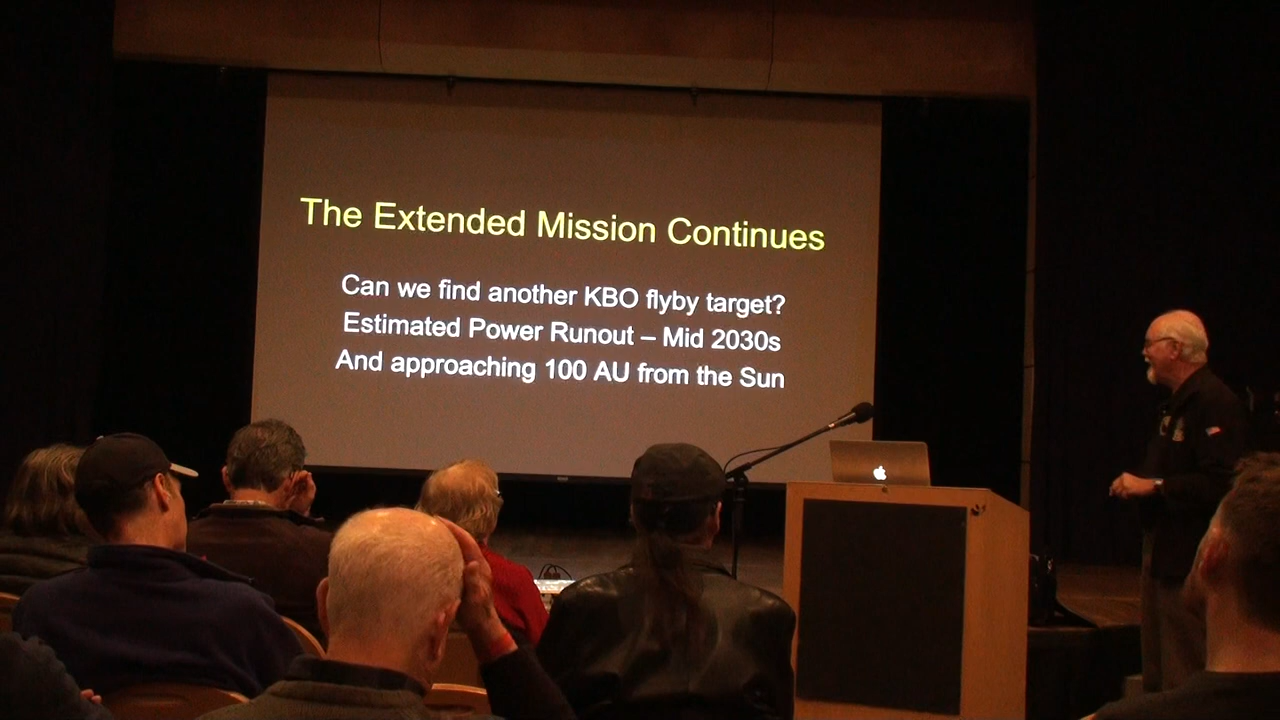 The Extended Mission Continues
Can we find another KBO flyby target?
Estimated Power Runout – Mid 2030s
And approaching 100 AU from the Sun